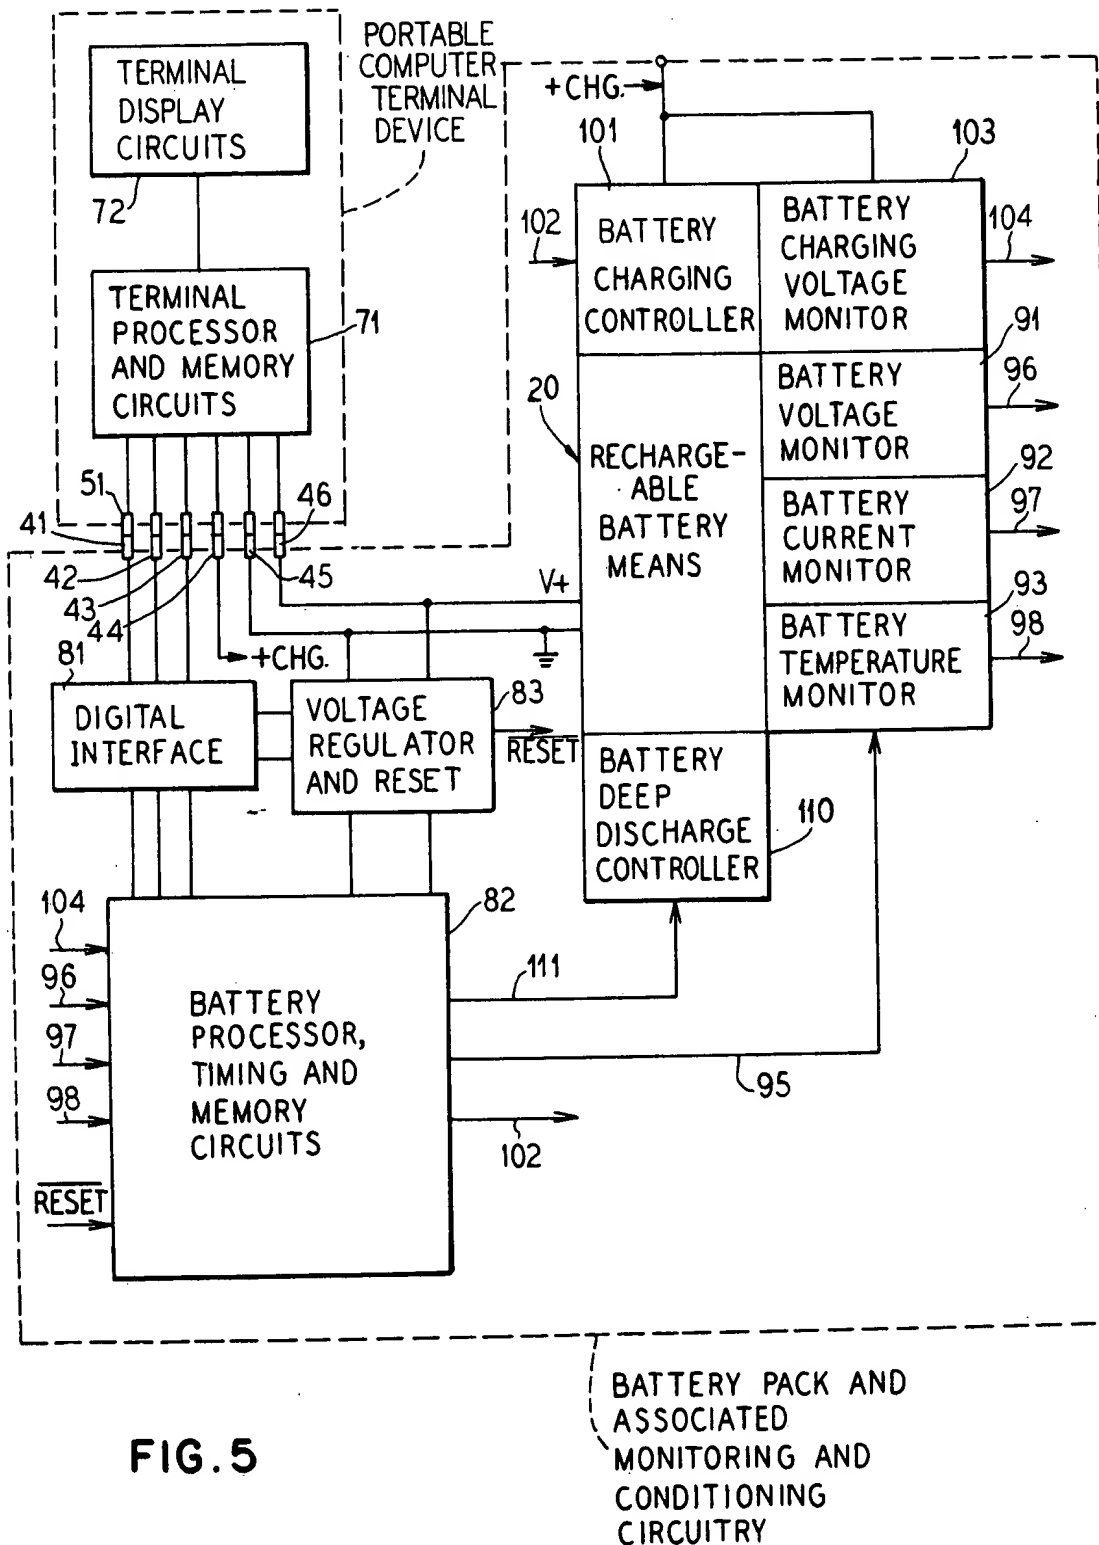 TERMINAL
DISPLAY
CIRCUITS
72
PORTABLE
COMPUTER
TERMINAL
DEVICE
TERMINAL
PROCESSOR
AND MEMORY
CIRCUITS
71
51
41
42
43
44
45
46
+CHG.
101
102
BATTERY
CHARGING
CONTROLLER
103
BATTERY
CHARGING
VOLTAGE
MONITOR
104
91
BATTERY
VOLTAGE
MONITOR
96
20
RECHARGE-
ABLE
BATTERY
MEANS
92
BATTERY
CURRENT
MONITOR
97
93
BATTERY
TEMPERATURE
MONITOR
98
V+
+CHG.
81
DIGITAL
INTERFACE
VOLTAGE
REGULATOR
AND RESET
83
RESET
BATTERY
DEEP
DISCHARGE
CONTROLLER
110
82
104
96
97
98
RESET
BATTERY
PROCESSOR,
TIMING AND
MEMORY
CIRCUITS
111
95
102
FIG.5
BATTERY PACK AND
ASSOCIATED
MONITORING AND
CONDITIONING
CIRCUITRY